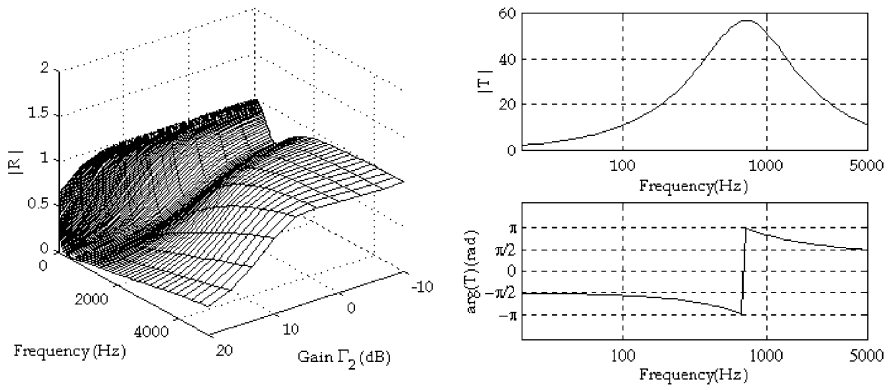 2
1.5
1
0.5
0
|R|
0
2000
4000
Frequency (Hz)
20
10
0
-10
Gain Γ2 (dB)
60
40
20
0
|T|
100
1000
5000
Frequency(Hz)
π
π/2
0
−π/2
−π
arg(T)(rad)
100
1000
5000
Frequency(Hz)